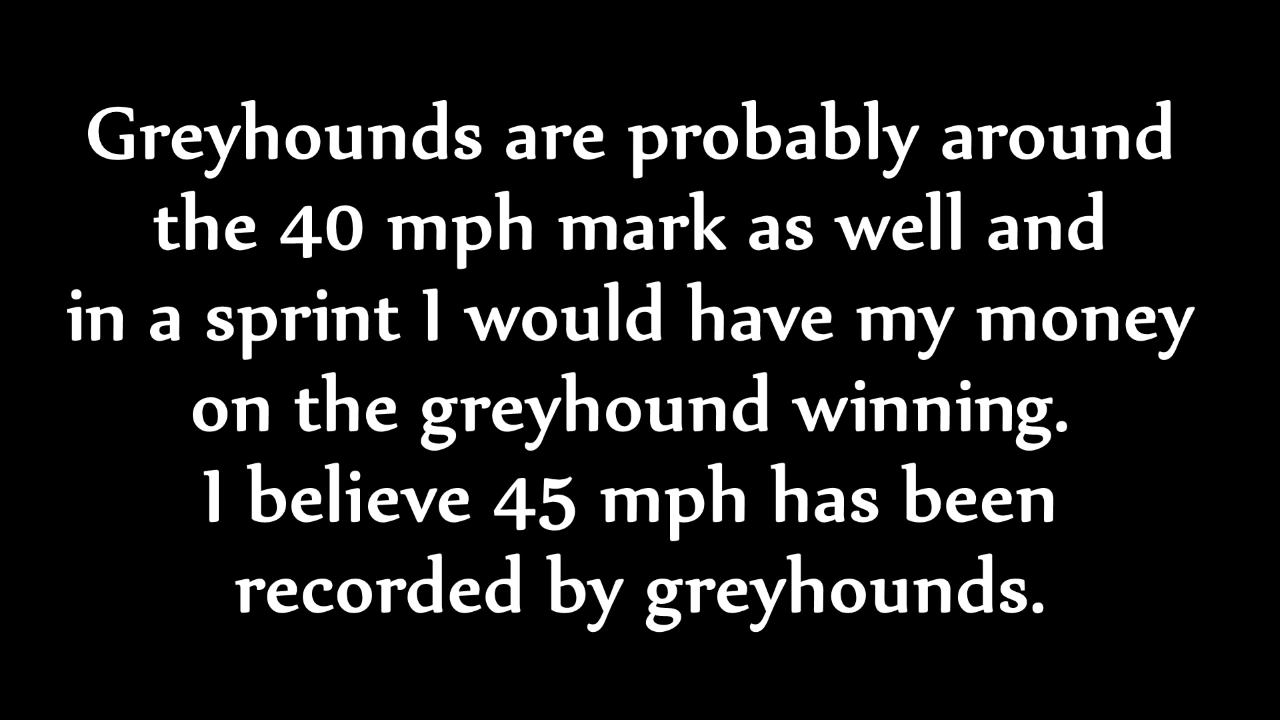 Greyhounds are probably around
the 40 mph mark as well and
in a sprint I would have my money
on the greyhound winning.
I believe 45 mph has been
recorded by greyhounds.